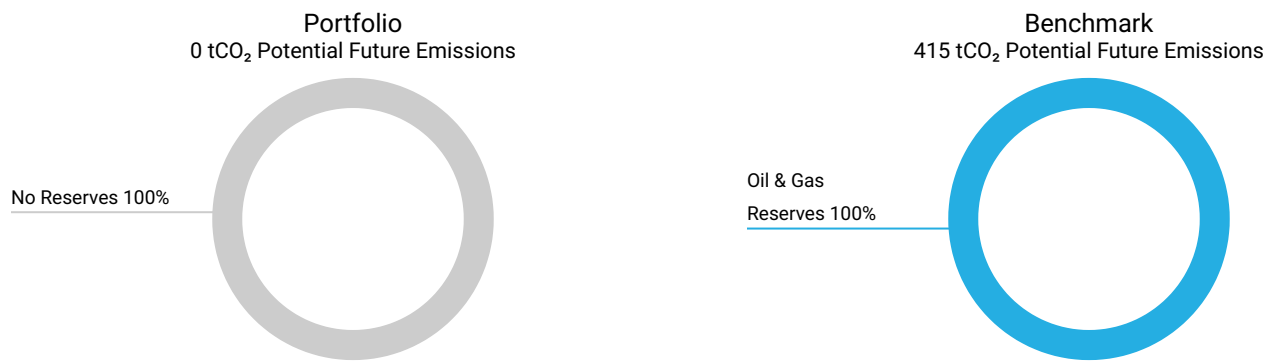 Portfolio
0 tCO₂ Potential Future Emissions
No Reserves 100%
Benchmark
415 tCO₂ Potential Future Emissions
Oil & Gas
Reserves 100%